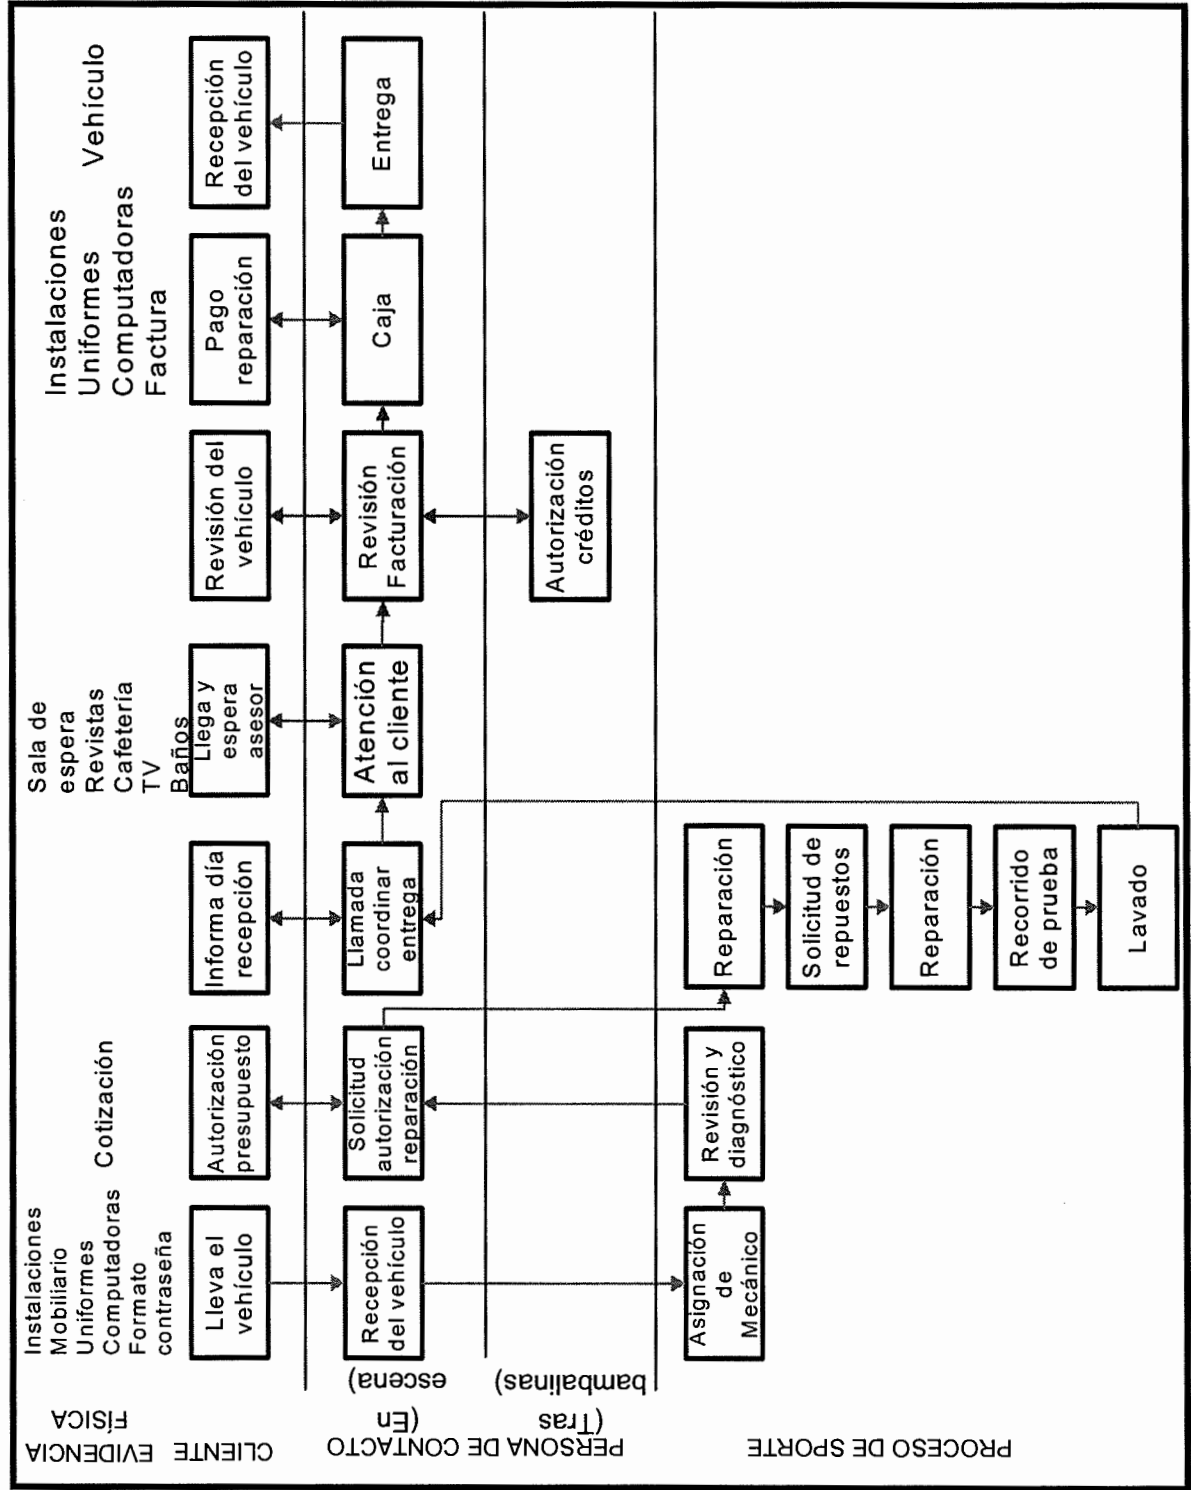 EVIDENCIA
FÍSICA
Instalaciones
Mobiliario
Uniformes
Computadoras
Formato
contraseña
Cotización
Sala de
espera
Revistas
Cafetería
TV
Baños
Instalaciones
Uniformes
Computadoras
Factura
Vehículo
CLIENTE
Lleva el
vehículo
Autorización
presupuesto
Informa día
recepción
Llega y
espera
asesor
Revisión del
vehículo
Pago
reparación
Recepción
del vehículo
PERSONA DE CONTACTO
(En
escena)
Recepción
del vehículo
Solicitud
autorización
reparación
Llamada
coordinar
entrega
Atención
al cliente
Revisión
Facturación
Caja
Entrega
(Tras
bambalinas)
Autorización
créditos
PROCESO DE SPORTE
Asignación
de
Mecánico
Revisión y
diagnóstico
Reparación
Solicitud de
repuestos
Reparación
Recorrido
de prueba
Lavado